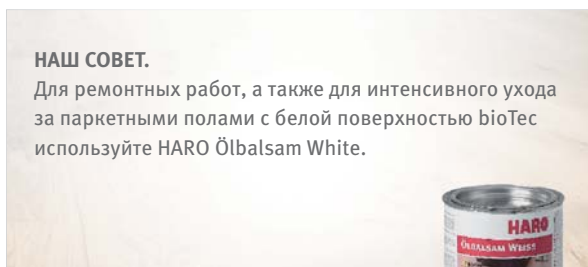 НАШ СОВЕТ.
Для ремонтных работ, а также для интенсивного ухода
за паркетными полами с белой поверхностью bioTec
используйте HARO Ölbalsam White.
HARO
ÖLBALSAM WEISS